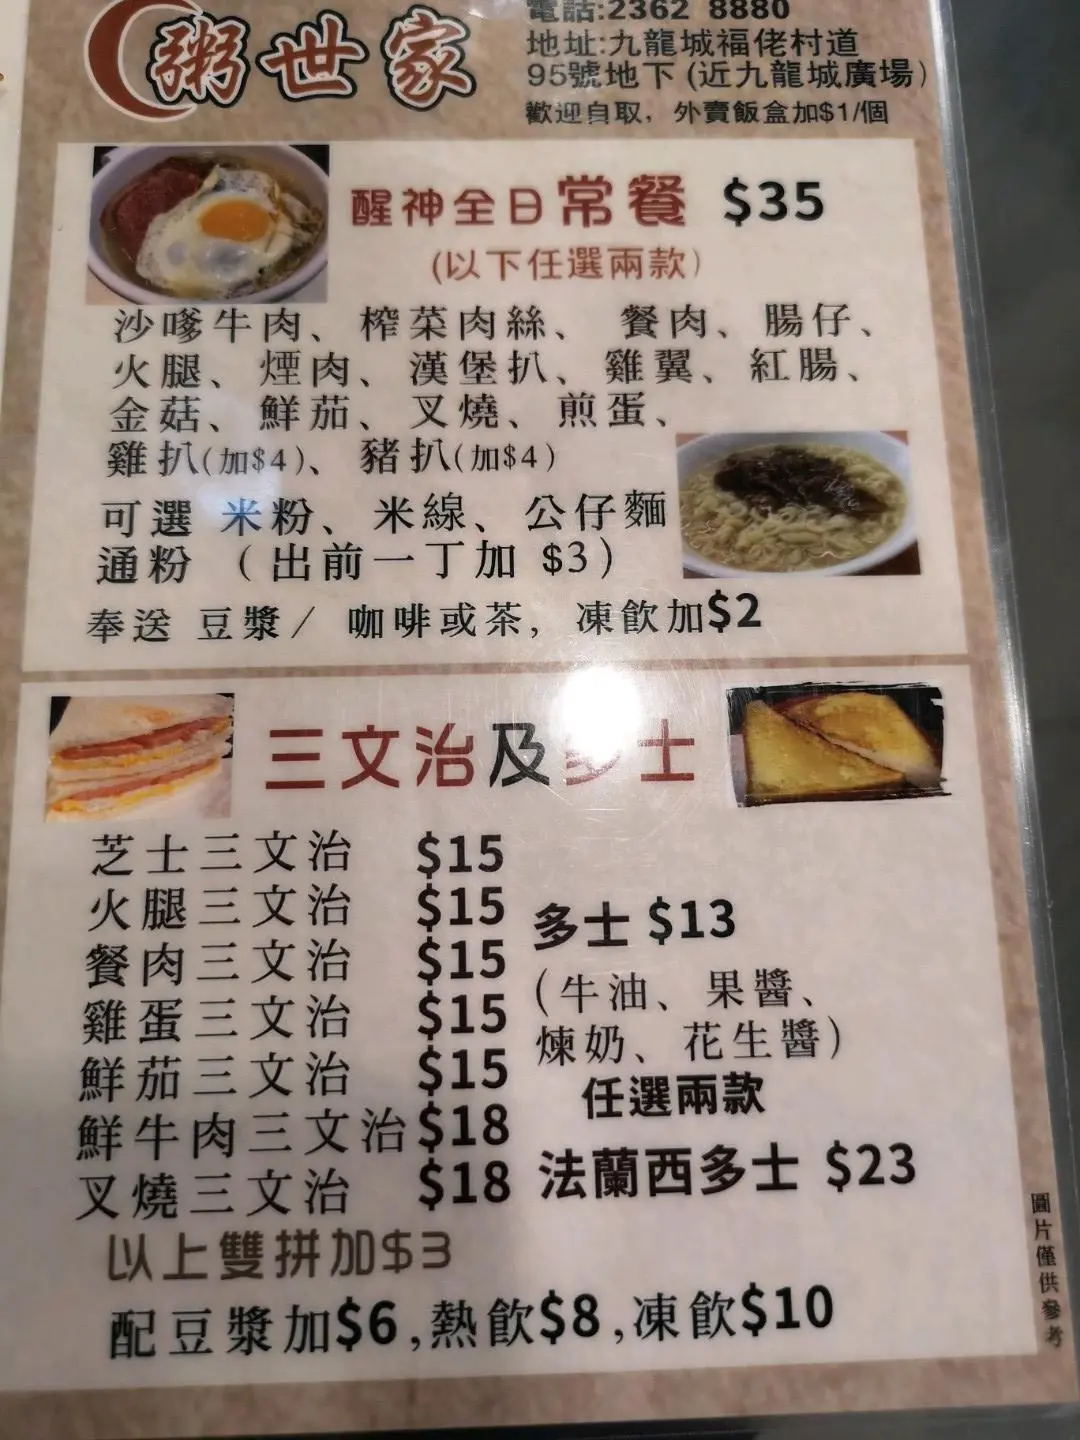 粥世家
電話:2362 8880
地址:九龍城福佬村道
95號地下(近九龍城廣場)
歡迎自取，外賣飯盒加$1/個
醒神全日常餐 $35
(以下任選兩款)
沙嗲牛肉、榨菜肉絲、餐肉、腸仔、
火腿、煙肉、漢堡扒、雞翼、紅腸、
金菇、鮮茄、叉燒、煎蛋、
雞扒(加$4)、豬扒(加$4)
可選 米粉、米線、公仔麵
通粉 (出前一丁加 $3)
奉送 豆漿/ 咖啡或茶, 凍飲加$2
三文治及多士
芝士三文治 $15
火腿三文治 $15
餐肉三文治 $15
雞蛋三文治 $15
鮮茄三文治 $15
鮮牛肉三文治 $18
叉燒三文治 $18
多士 $13
(牛油、果醬、
煉奶、花生醬)
任選兩款
法蘭西多士 $23
以上雙拼加$3
配豆漿加$6,熱飲$8,凍飲$10
圖片僅供參考